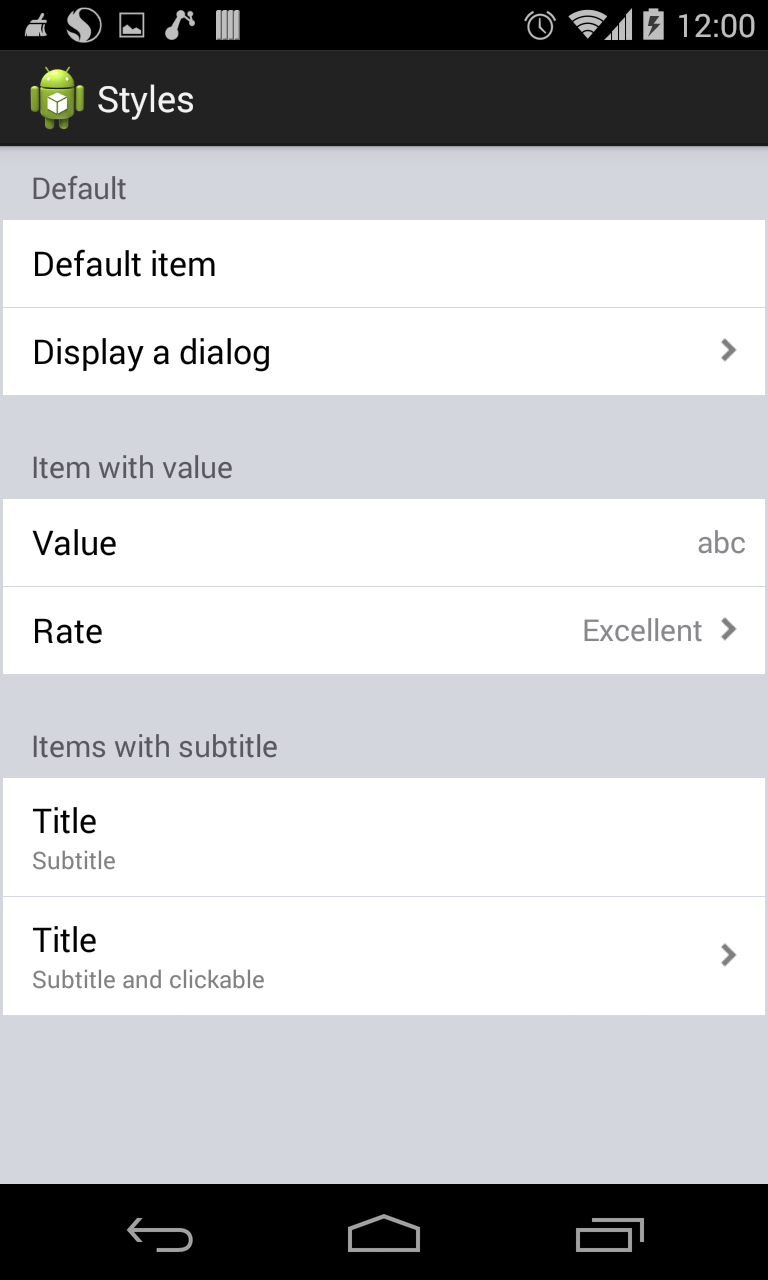 12:00
Styles
Default
Default item
Display a dialog
Item with value
Value abc
Rate Excellent
Items with subtitle
Title
Subtitle
Title
Subtitle and clickable